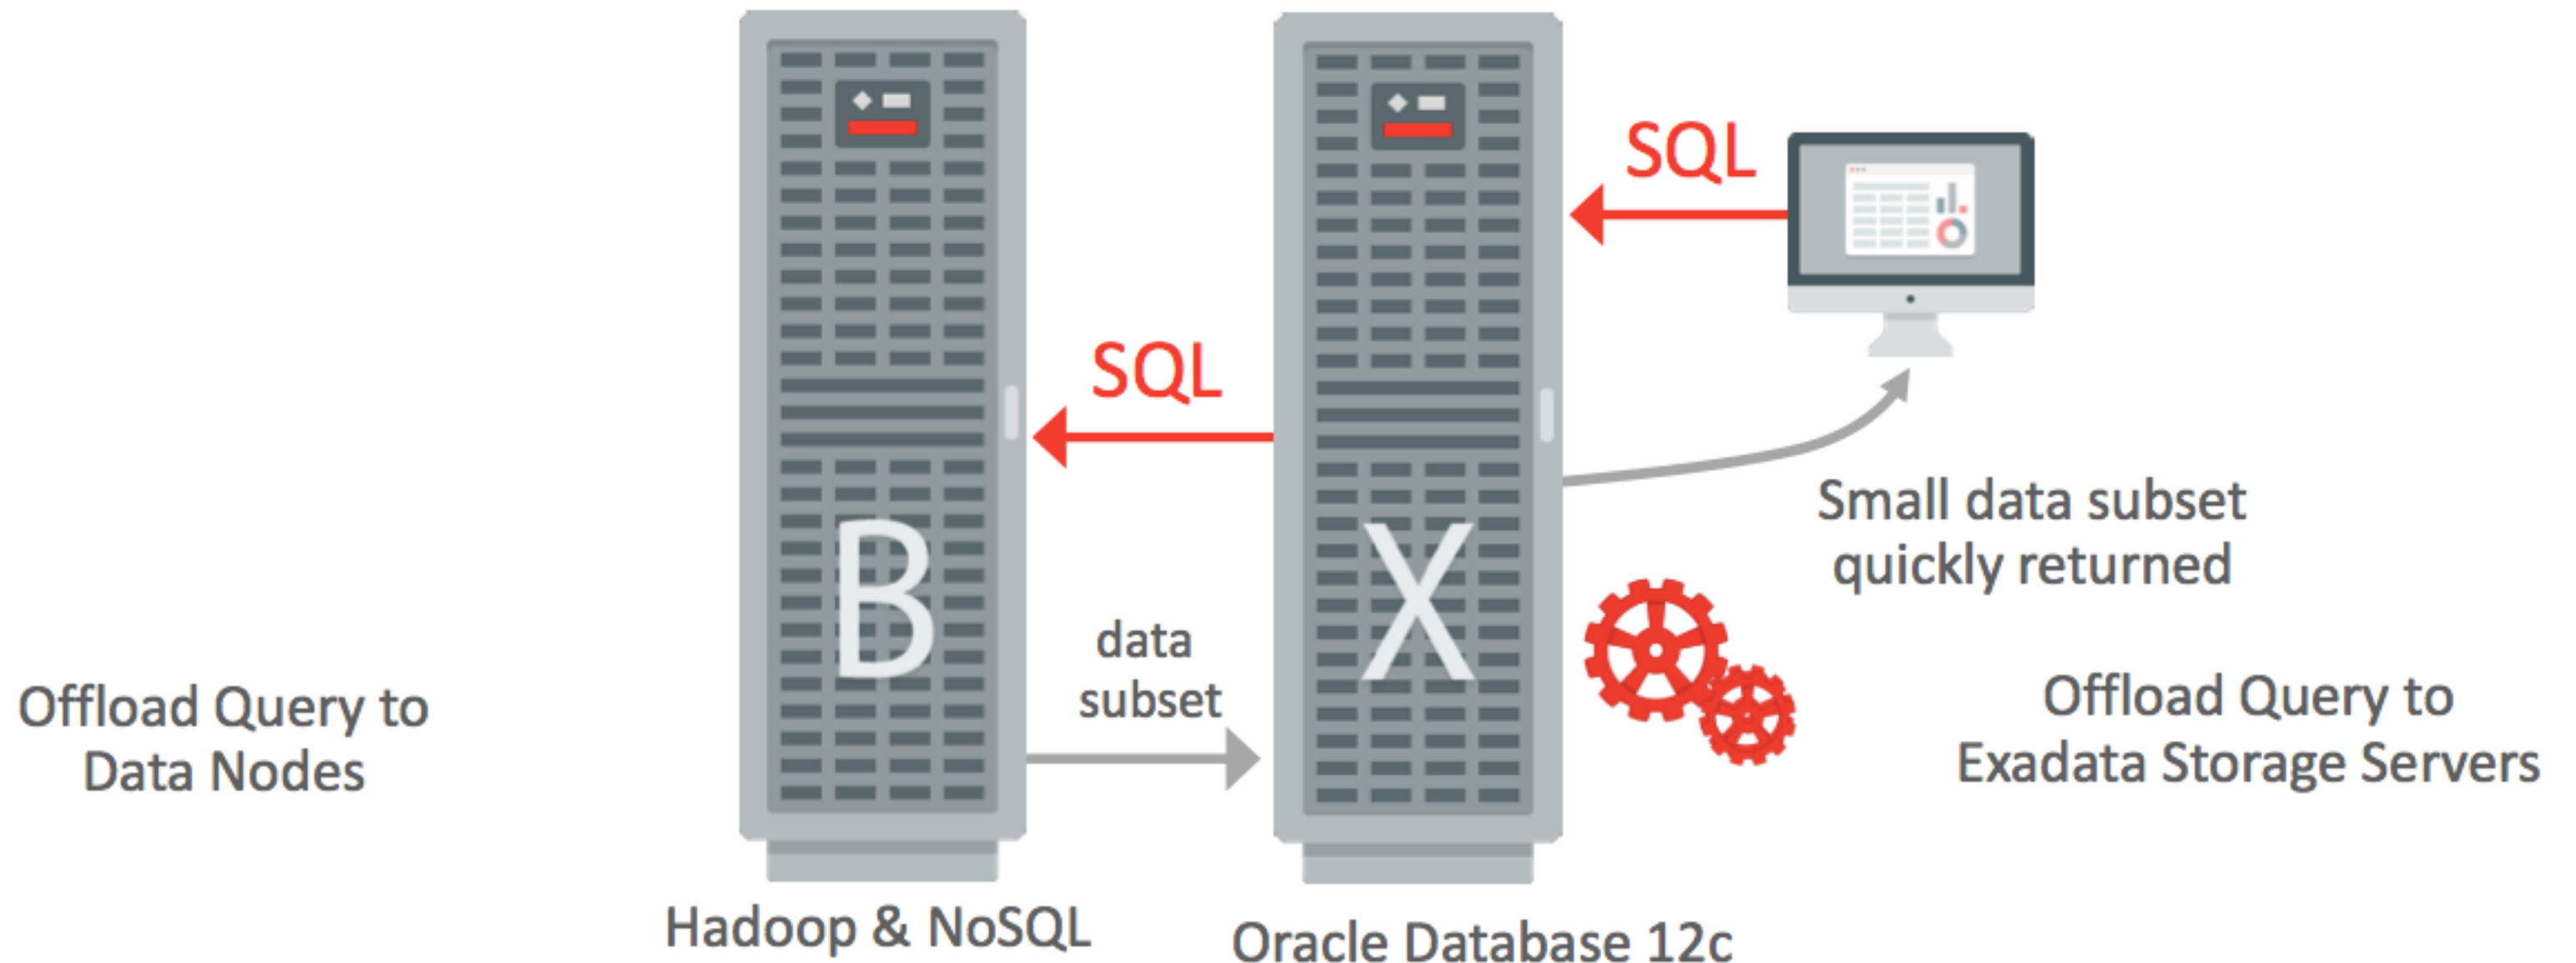 SQL
SQL
Small data subset
quickly returned
B
X
data
subset
Offload Query to
Data Nodes
Offload Query to
Exadata Storage Servers
Hadoop & NoSQL
Oracle Database 12c